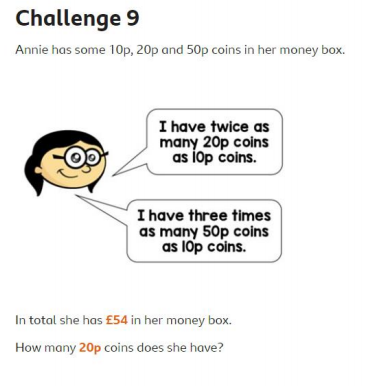 Challenge 9
Annie has some 10p, 20p and 50p coins in her money box.
I have twice as
many 20p coins
as 10p coins.
I have three times
as many 50p coins
as 10p coins.
In total she has £54 in her money box.
How many 20p coins does she have?